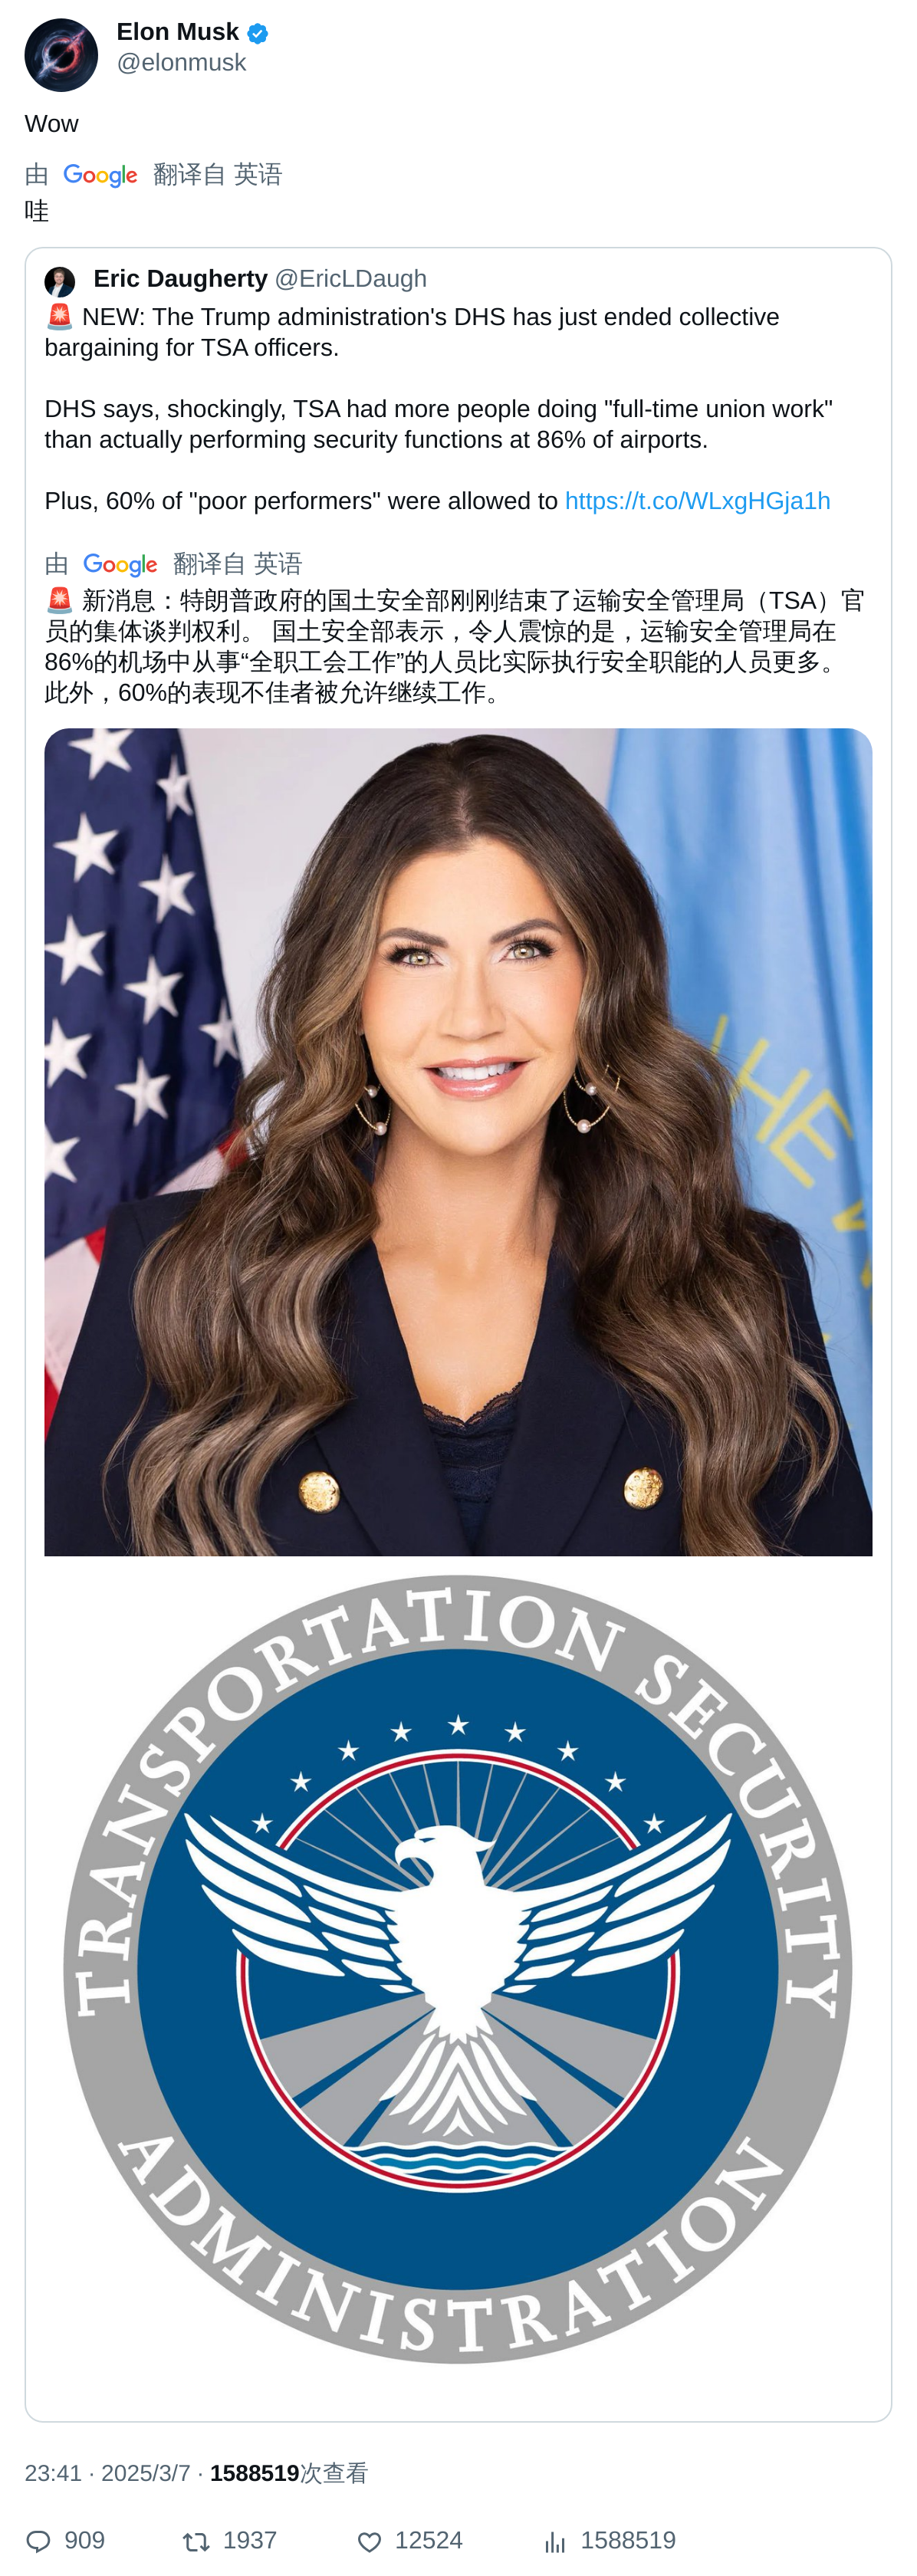 Elon Musk
@elonmusk
Wow
由 Google 翻译自 英语
哇
Eric Daugherty @EricLDaugh
🚨 NEW: The Trump administration's DHS has just ended collective
bargaining for TSA officers.
DHS says, shockingly, TSA had more people doing "full-time union work"
than actually performing security functions at 86% of airports.
Plus, 60% of "poor performers" were allowed to https://t.co/WLxgHGja1h
由 Google 翻译自 英语
🚨 新消息：特朗普政府的国土安全部刚刚结束了运输安全管理局（TSA）官
员的集体谈判权利。 国土安全部表示，令人震惊的是，运输安全管理局在
86%的机场中从事“全职工会工作”的人员比实际执行安全职能的人员更多。
此外，60%的表现不佳者被允许继续工作。
THE
TRANSPORTATION SECURITY
ADMINISTRATION
23:41 · 2025/3/7 · 1588519次查看
909 1937 12524 1588519